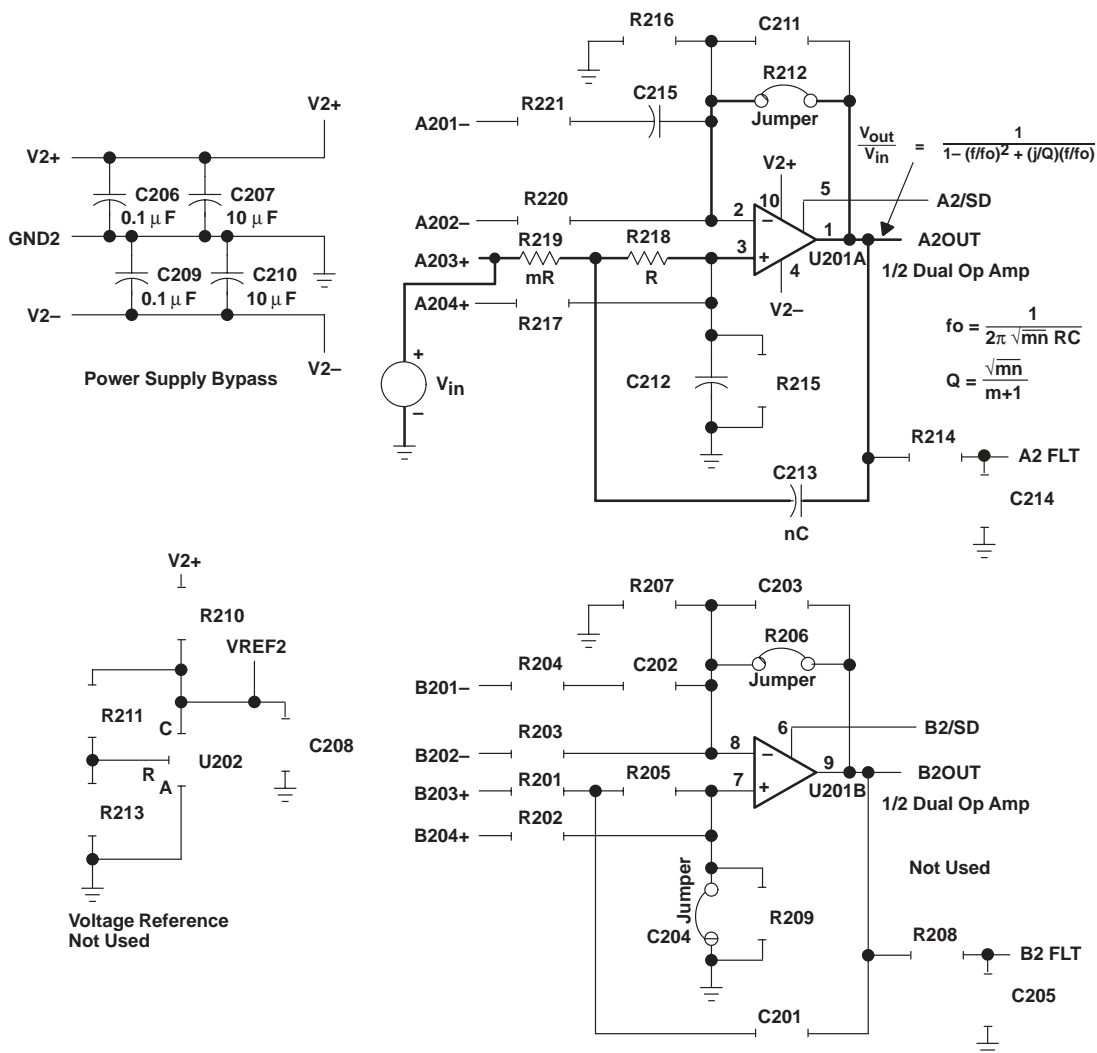 V2+
V2+
C206
0.1 μF
C207
10 μF
GND2
C209
0.1 μF
C210
10 μF
V2–
V2–
Power Supply Bypass
R216
C211
R212
Jumper
A201–
R221
C215
V2+
10
5
A2/SD
A202–
R220
2
–
1
A2OUT
U201A
1/2 Dual Op Amp
A203+
R219
mR
R218
R
3
+
4
V2–
A204+
R217
Vout/Vin = 1/(1– (f/fo)2 + (j/Q)(f/fo))
fo = 1/(2π √mn RC)
Q = √mn/(m+1)
+
Vin
–
C212
R215
R214
A2 FLT
C214
C213
nC
V2+
R210
VREF2
R211
C
U202
R
A
C208
R213
Voltage Reference
Not Used
R207
C203
R206
Jumper
B201–
R204
C202
6
B2/SD
B202–
R203
8
–
9
B2OUT
U201B
1/2 Dual Op Amp
B203+
R201
R205
7
+
B204+
R202
Not Used
Jumper
C204
R209
R208
B2 FLT
C205
C201